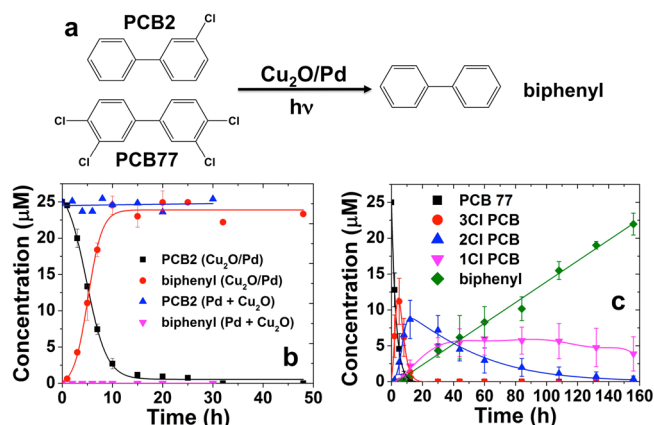 a
PCB2
Cl
Cl
Cl
Cl
Cl
PCB77
Cu₂O/Pd
hν
biphenyl
Concentration (μM)
30
25
20
15
10
5
0
PCB2 (Cu₂O/Pd)
biphenyl (Cu₂O/Pd)
PCB2 (Pd + Cu₂O)
biphenyl (Pd + Cu₂O)
b
0 10 20 30 40 50
Time (h)
Concentration (μM)
25
20
15
10
5
0
PCB 77
3Cl PCB
2Cl PCB
1Cl PCB
biphenyl
c
0 20 40 60 80 100 120 140 160
Time (h)